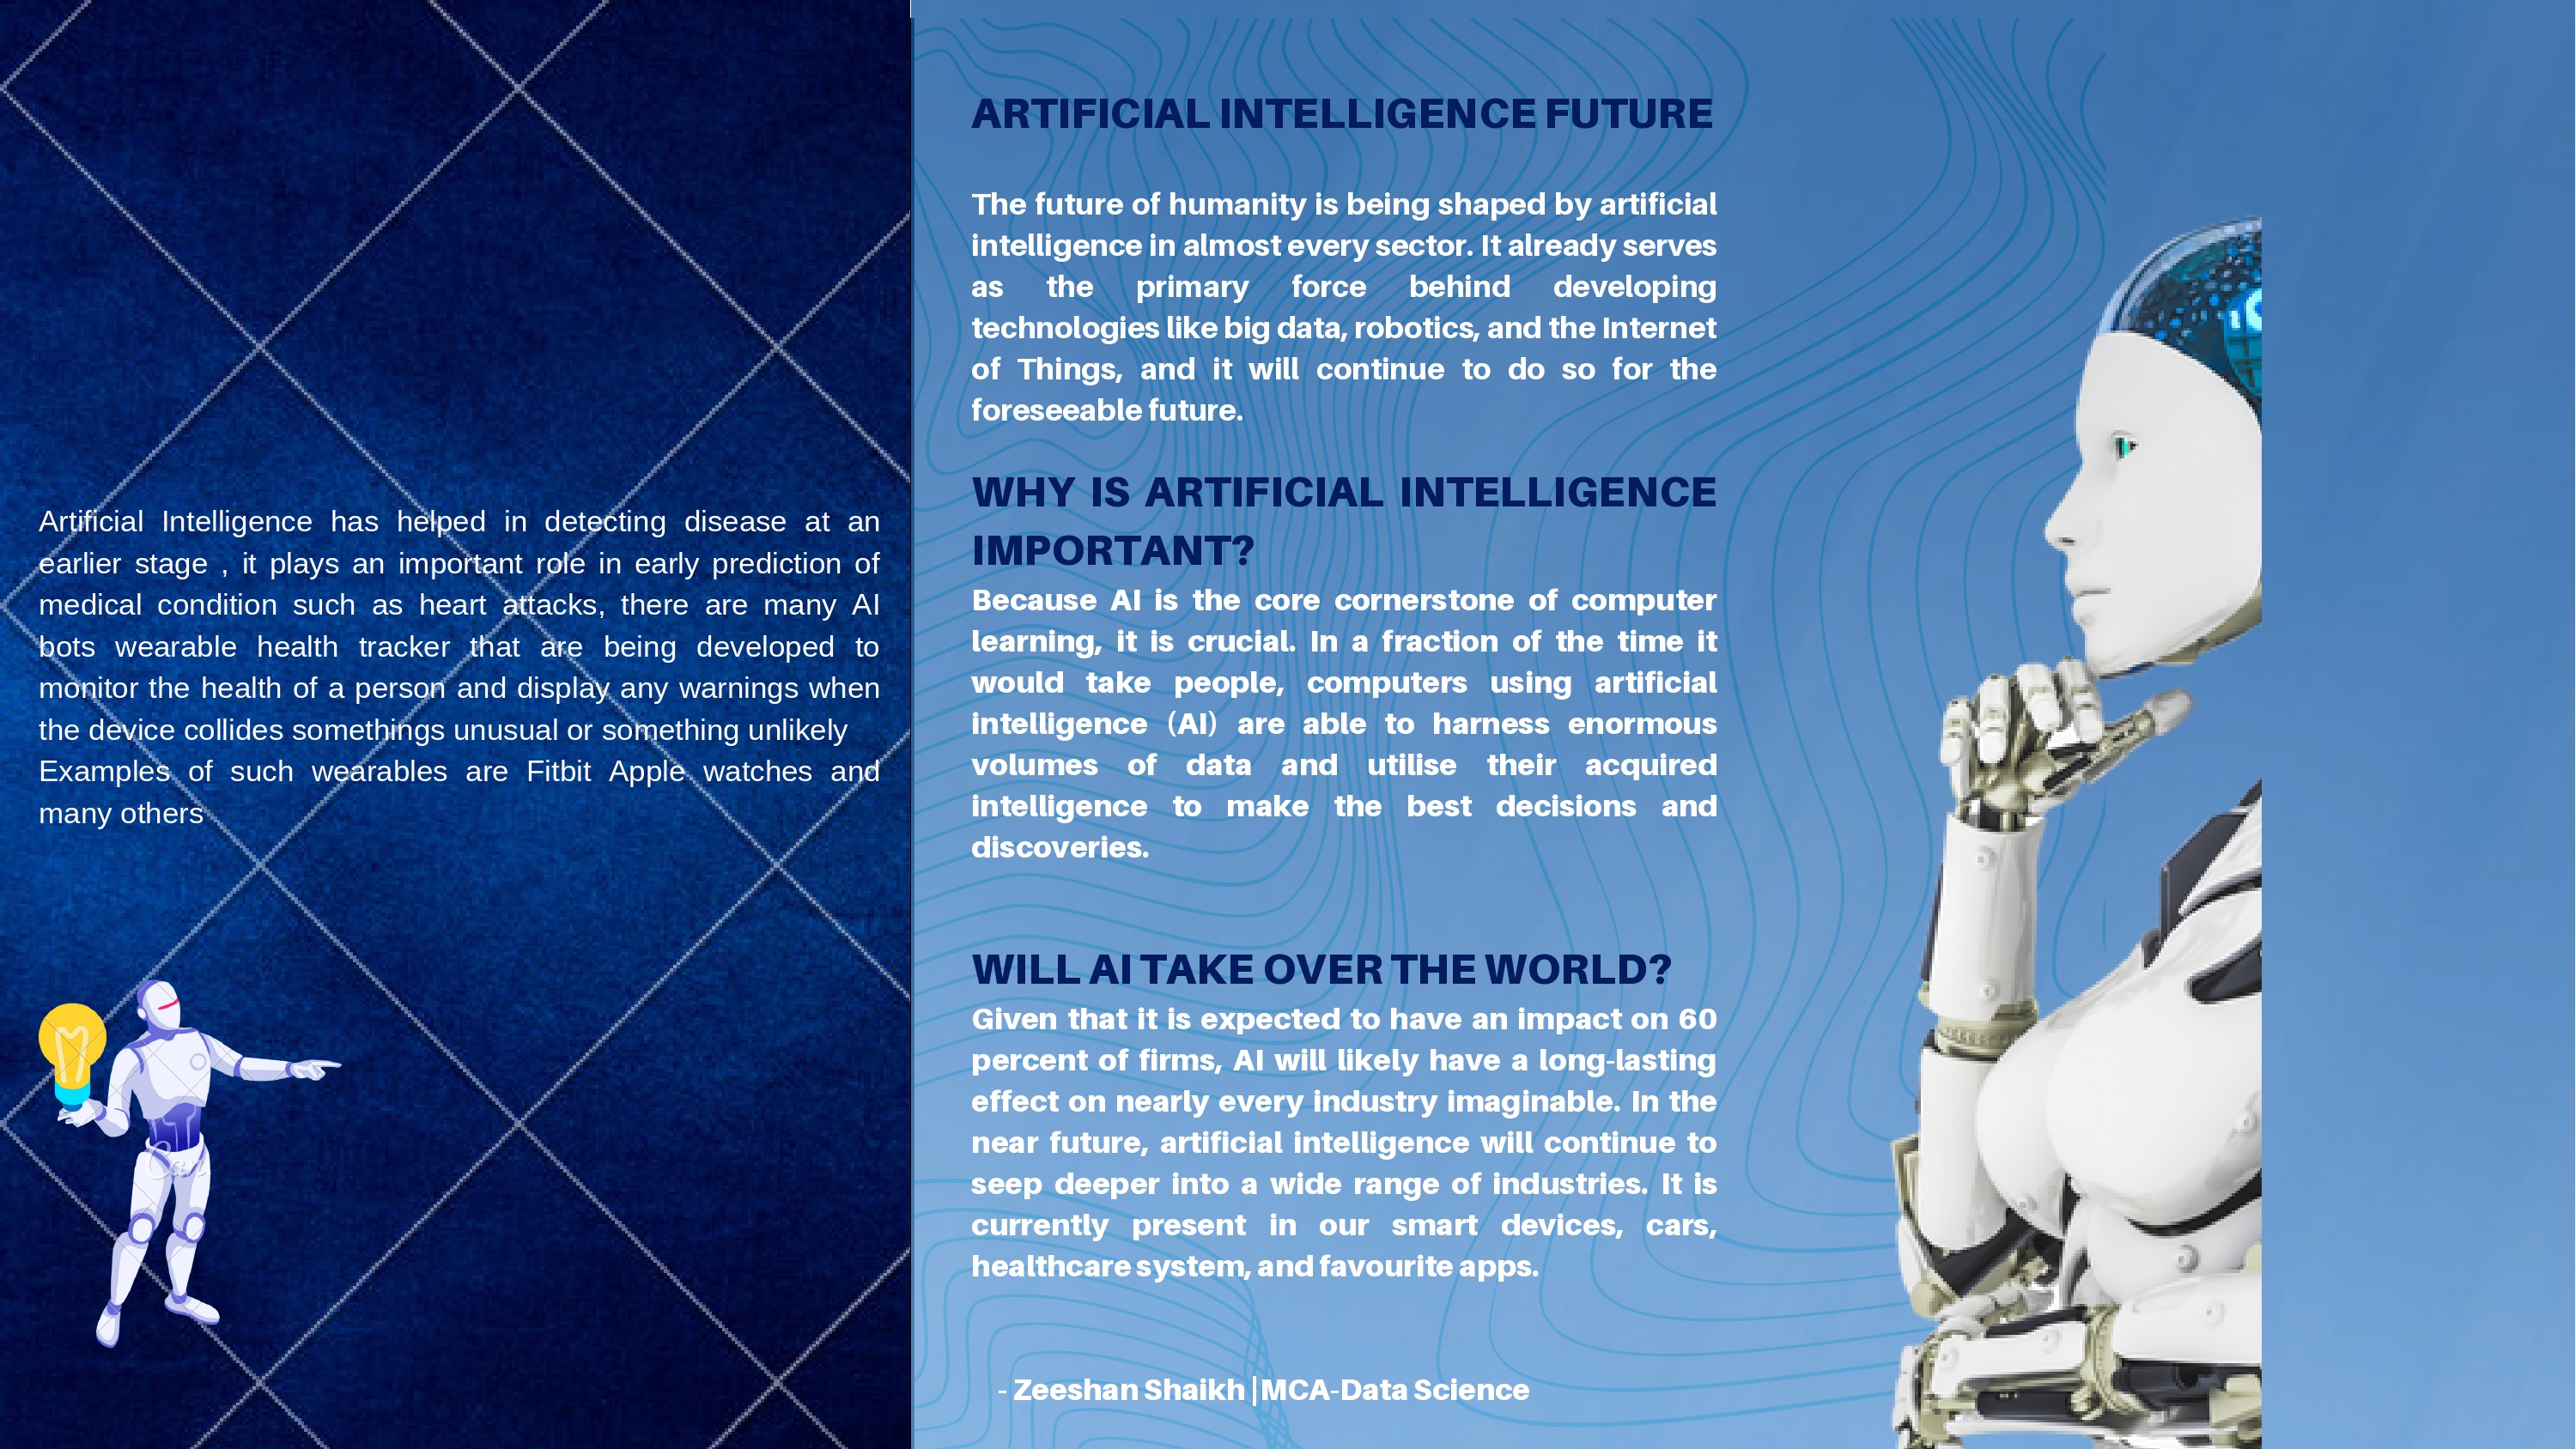 Artificial Intelligence has helped in detecting disease at an
earlier stage , it plays an important role in early prediction of
medical condition such as heart attacks, there are many AI
bots wearable health tracker that are being developed to
monitor the health of a person and display any warnings when
the device collides somethings unusual or something unlikely
Examples of such wearables are Fitbit Apple watches and
many others
Can
ARTIFICIAL INTELLIGENCE FUTURE
The future of humanity is being shaped by artificial
intelligence in almost every sector. It already serves
as the primary force behind developing
technologies like big data, robotics, and the Internet
of Things, and it will continue to do so for the
foreseeable future.
WHY IS ARTIFICIAL INTELLIGENCE
IMPORTANT?
Because AI is the core cornerstone of computer
learning, it is crucial. In a fraction of the time it
would take people, computers using artificial
intelligence (AI) are able to harness enormous
volumes of data and utilise their acquired
intelligence to make the best decisions and
discoveries.
WILL AI TAKE OVER THE WORLD?
Given that it is expected to have an impact on 60
percent of firms, AI will likely have a long-lasting
effect on nearly every industry imaginable. In the
near future, artificial intelligence will continue to
seep deeper into a wide range of industries. It is
currently present in our smart devices, cars,
healthcare system, and favourite apps.
- Zeeshan Shaikh | MCA-Data Science